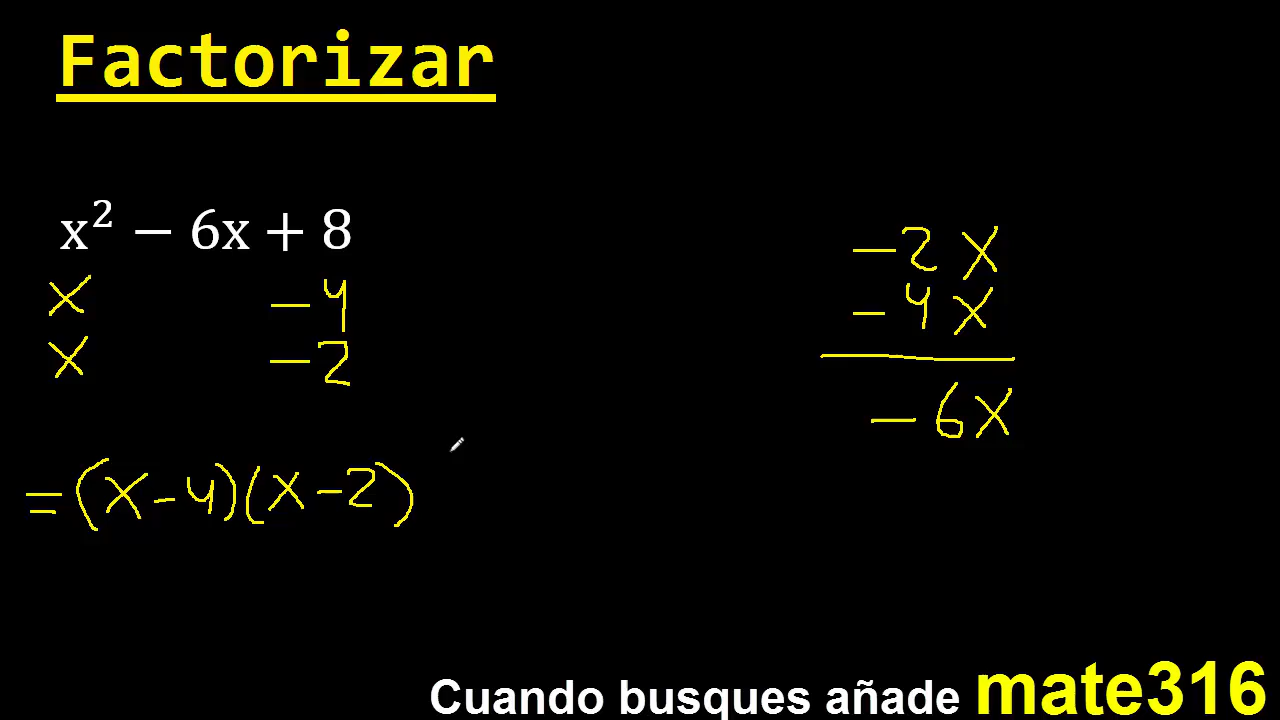 Factorizar
x² − 6x + 8
x −4
x −2
=(x−4)(x−2)
−2x
−4x
−6x
Cuando busques añade mate316